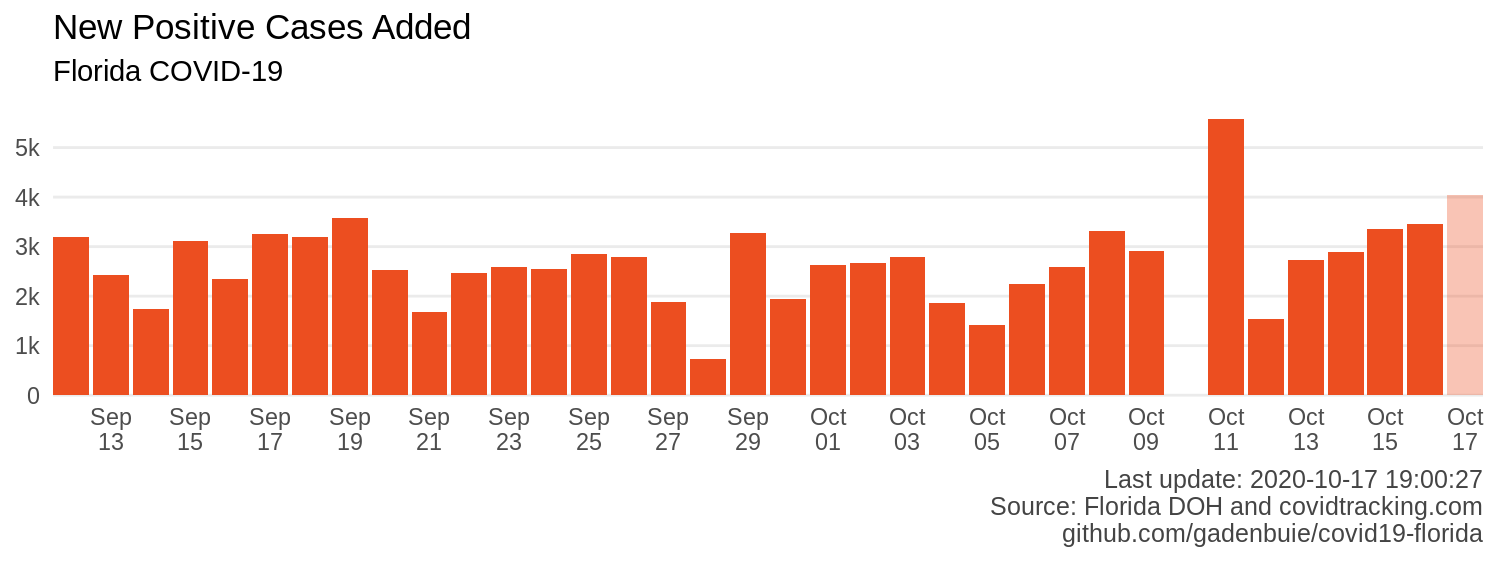 New Positive Cases Added
Florida COVID-19
5k
4k
3k
2k
1k
0
Sep Sep Sep Sep Sep Sep Sep Sep Sep Oct Oct Oct Oct Oct Oct Oct Oct Oct
13 15 17 19 21 23 25 27 29 01 03 05 07 09 11 13 15 17
Last update: 2020-10-17 19:00:27
Source: Florida DOH and covidtracking.com
github.com/gadenbuie/covid19-florida